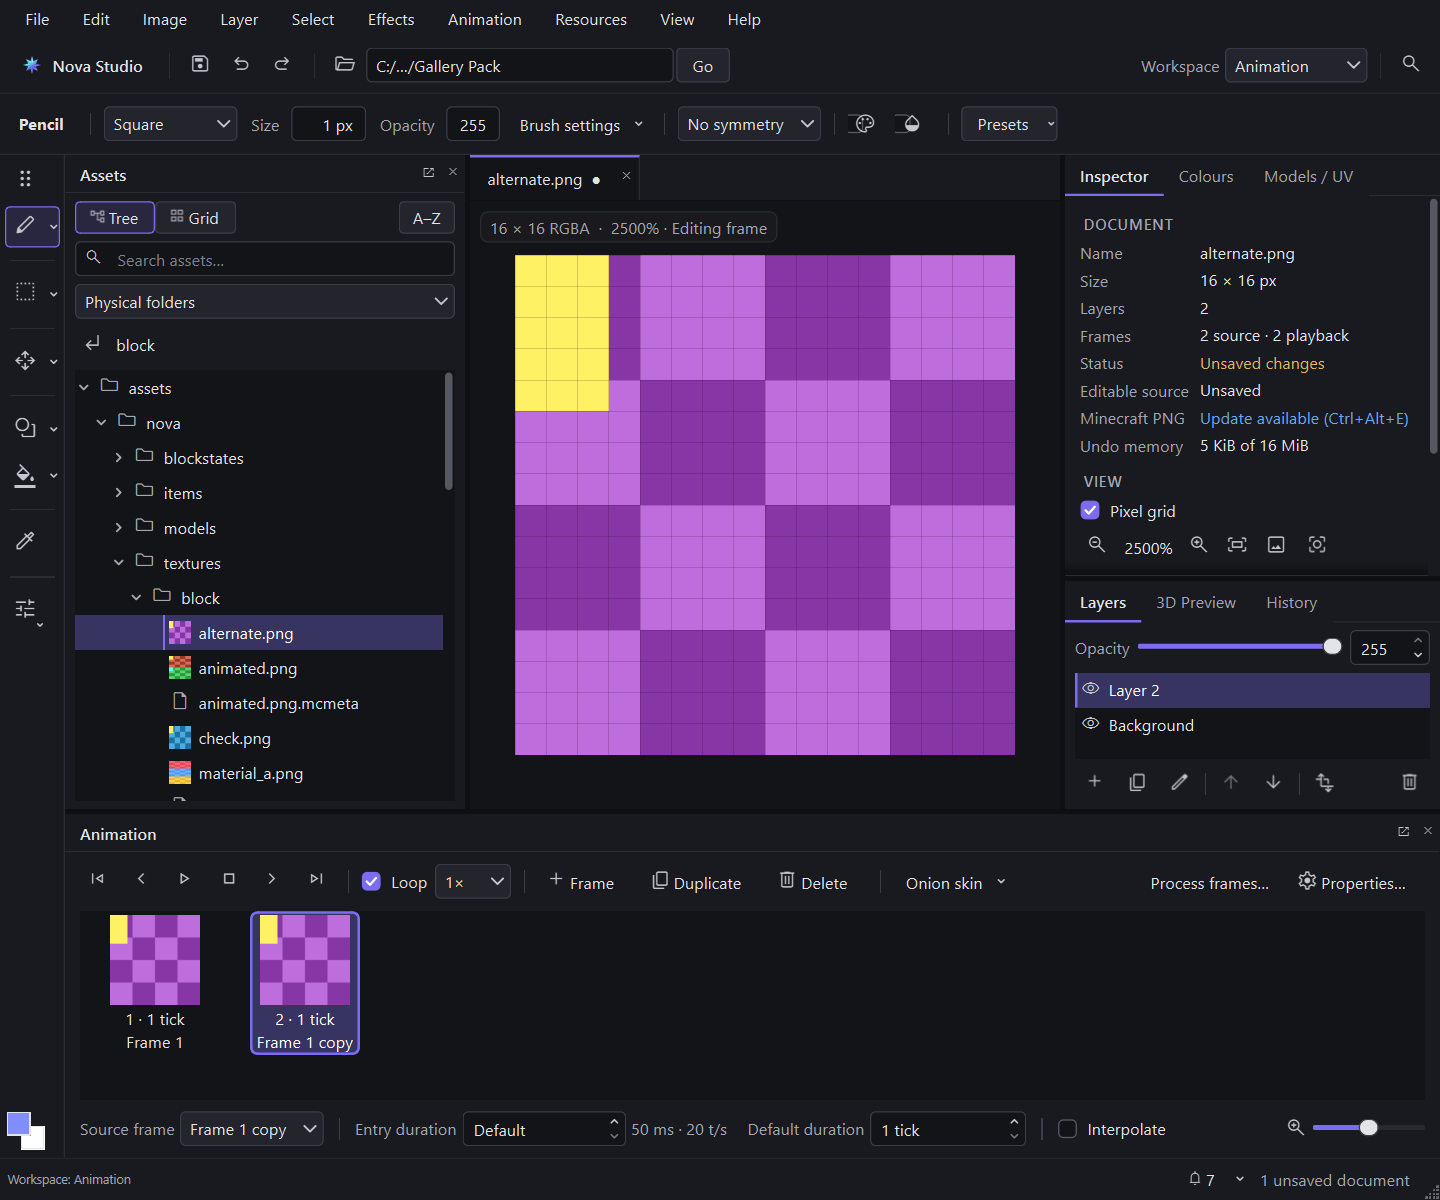 File Edit Image Layer Select Effects Animation Resources View Help
Nova Studio C:/.../Gallery Pack Go Workspace Animation
Pencil Square Size 1 px Opacity 255 Brush settings No symmetry Presets
Assets
Tree Grid A–Z
Search assets...
Physical folders
block
assets
nova
blockstates
items
models
textures
block
alternate.png
animated.png
animated.png.mcmeta
check.png
material_a.png
alternate.png ●
16 × 16 RGBA · 2500% · Editing frame
Inspector Colours Models / UV
DOCUMENT
Name alternate.png
Size 16 × 16 px
Layers 2
Frames 2 source · 2 playback
Status Unsaved changes
Editable source Unsaved
Minecraft PNG Update available (Ctrl+Alt+E)
Undo memory 5 KiB of 16 MiB
VIEW
Pixel grid
2500%
Layers 3D Preview History
Opacity 255
Layer 2
Background
Animation
Loop 1× Frame Duplicate Delete Onion skin Process frames... Properties...
1 · 1 tick
Frame 1
2 · 1 tick
Frame 1 copy
Source frame Frame 1 copy Entry duration Default 50 ms · 20 t/s Default duration 1 tick Interpolate
Workspace: Animation 7 1 unsaved document